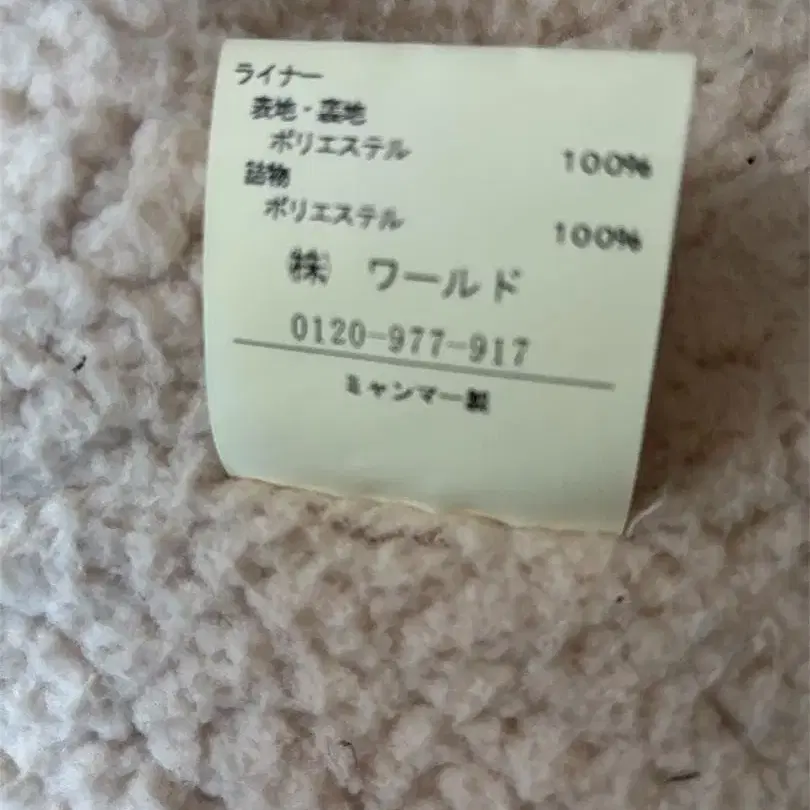 ライナー
表地・裏地
ポリエステル 100%
詰物
ポリエステル 100%
㈱ ワールド
0120-977-917
ミャンマー製